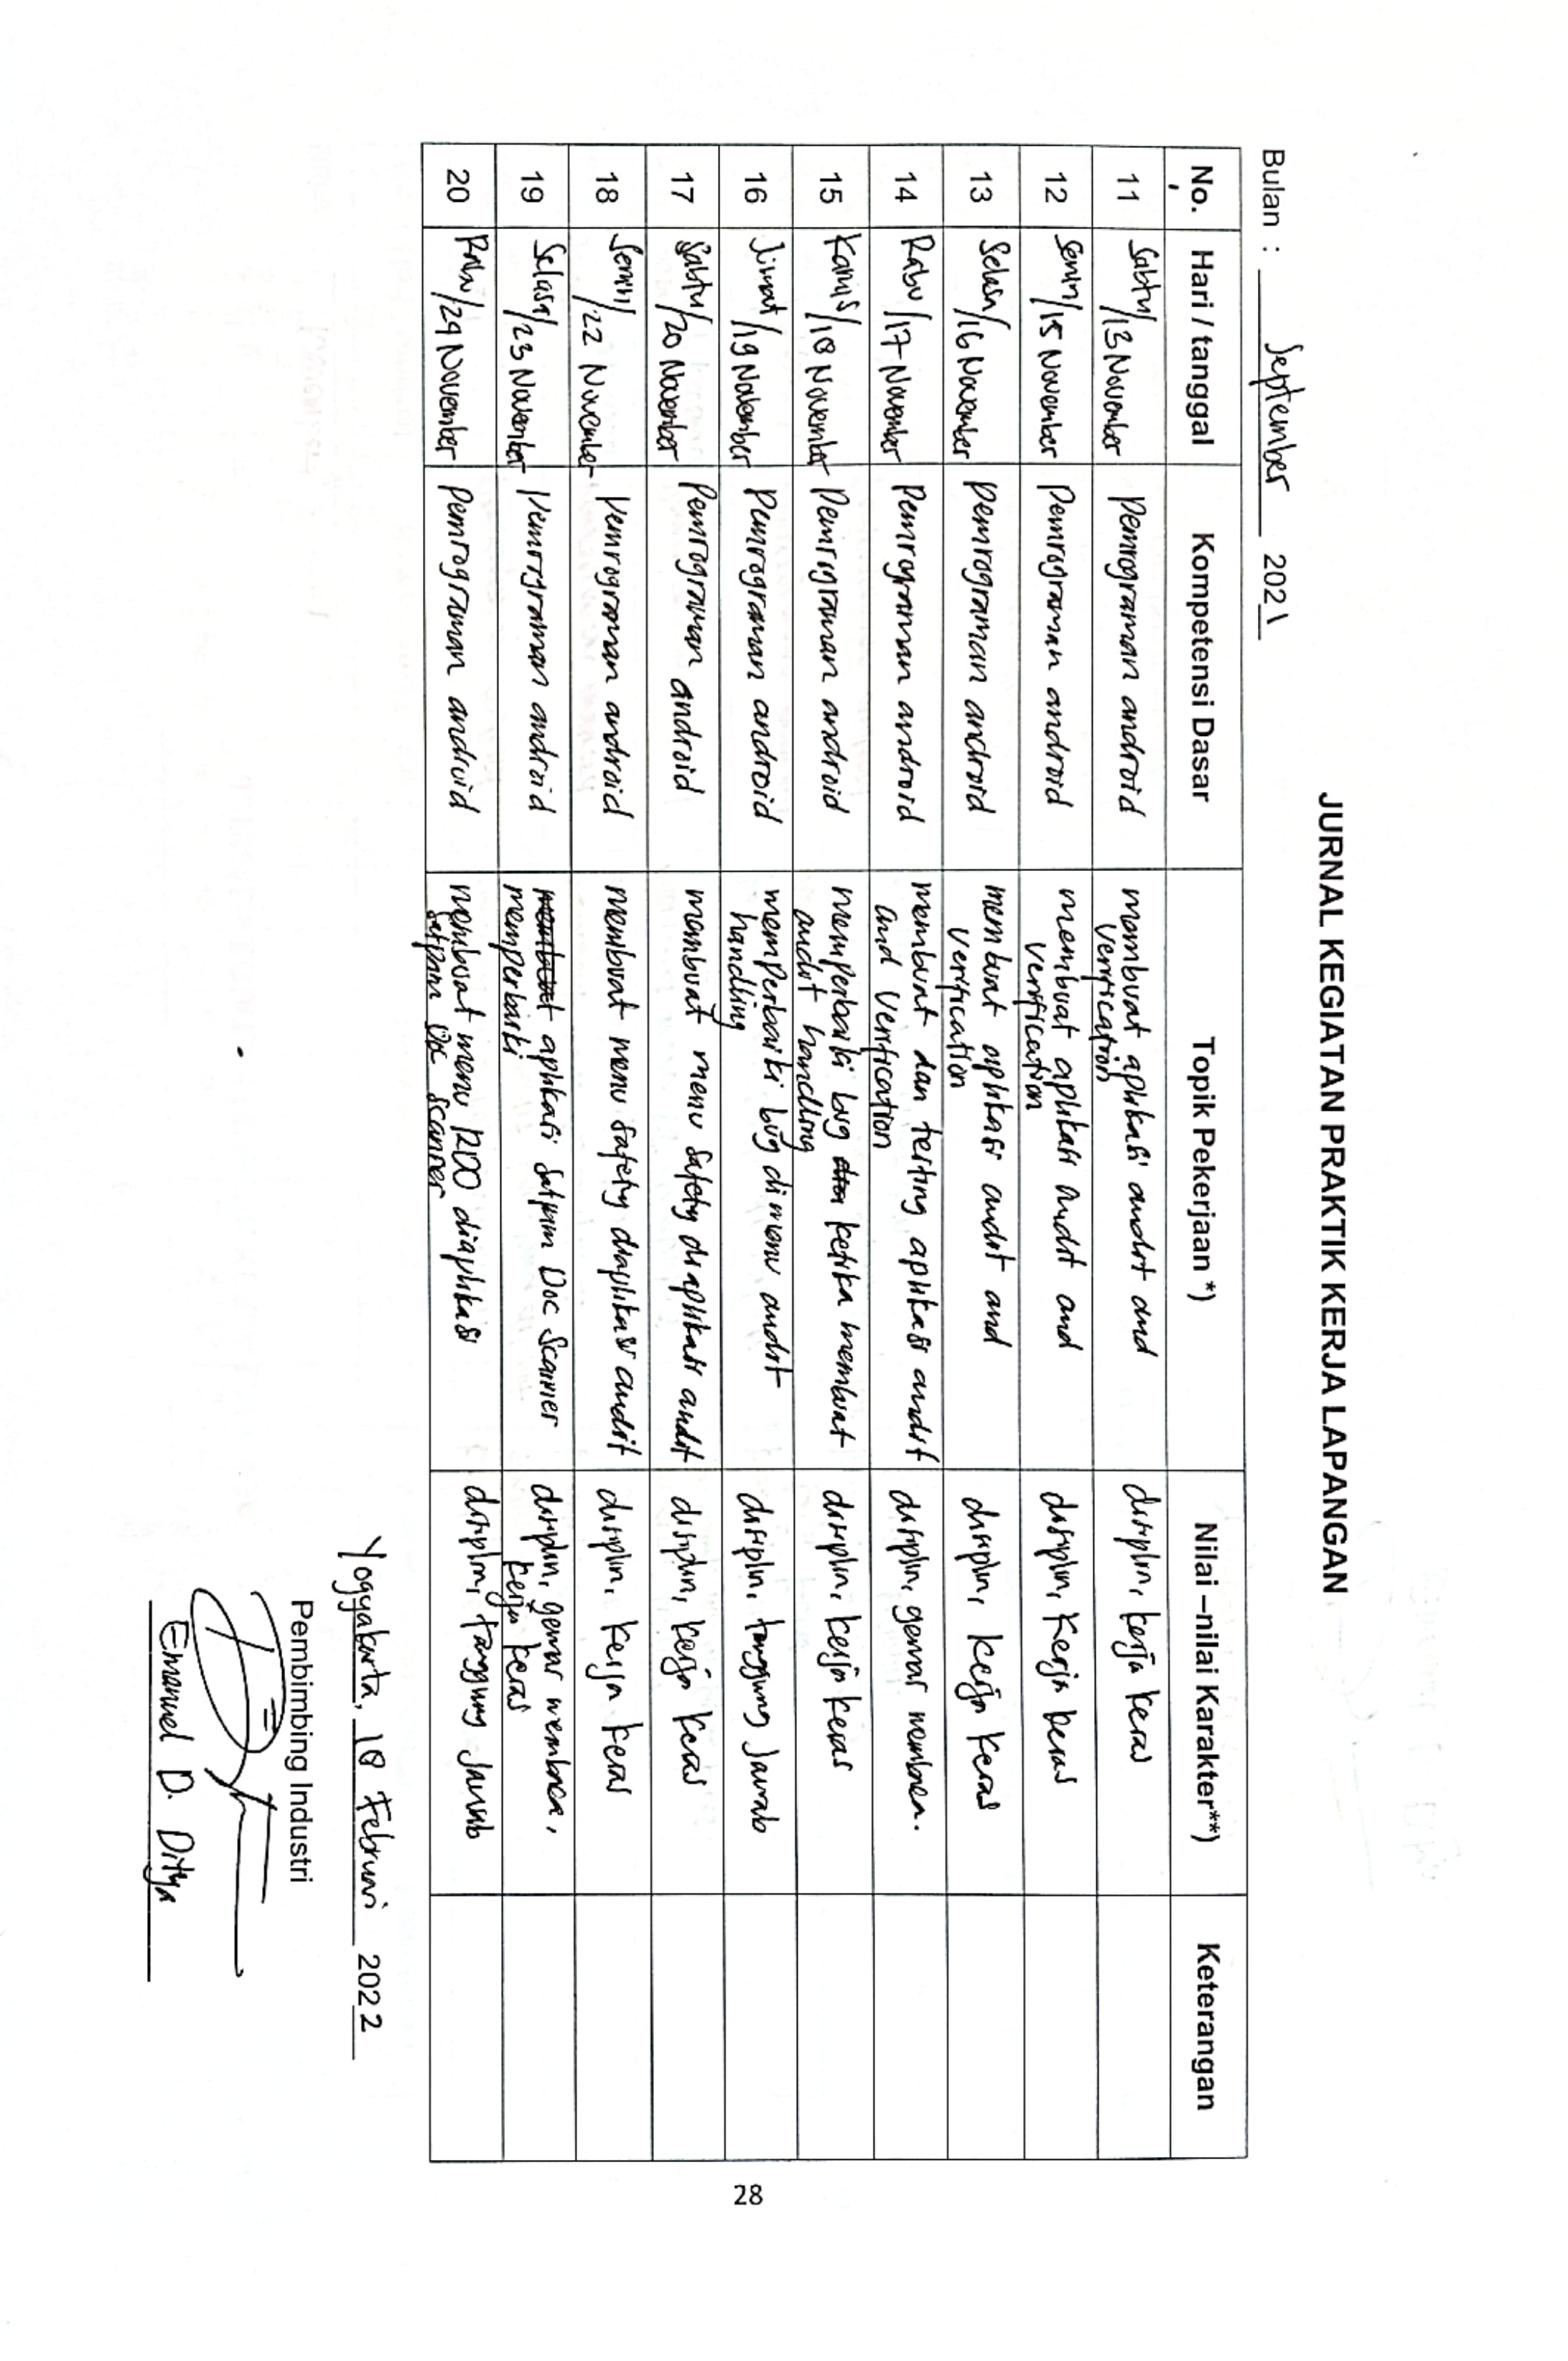 JURNAL KEGIATAN PRAKTIK KERJA LAPANGAN
Bulan : September 2021
No. Hari / tanggal Kompetensi Dasar Topik Pekerjaan *) Nilai –nilai Karakter**) Keterangan
11 Sabtu/13 November Pemrograman android membuat aplikasi audit and disiplin, kerja keras
verification
12 Senin/15 November Pemrograman android membuat aplikasi audit and disiplin, kerja keras
verification
13 Selasa/16 November Pemrograman android membuat aplikasi audit and disiplin, kerja keras
verification
14 Rabu/17 November Pemrograman android membuat dan testing aplikasi audit disiplin, gemar membaca.
and verification
15 Kamis/18 November Pemrograman android memperbaiki bug ketika membuat disiplin, kerja keras
audit handling
16 Jumat/19 November Pemrograman android memperbaiki bug di menu audit disiplin, tanggung Jawab
handling
17 Sabtu/20 November Pemrograman android membuat menu safety diaplikasi audit disiplin, kerja keras
18 Senin/22 November Pemrograman android membuat menu safety diaplikasi audit disiplin, kerja keras
19 Selasa/23 November Pemrograman android membuat aplikasi satpam Doc Scanner disiplin, gemar membaca,
memperbaiki kerja keras
20 Rabu/24 November Pemrograman android membuat menu diaplikasi disiplin, tanggung Jawab
satpam Doc Scanner
Yogyakarta, 18 Februari 2022
Pembimbing Industri
Emanuel D. Ditya
28